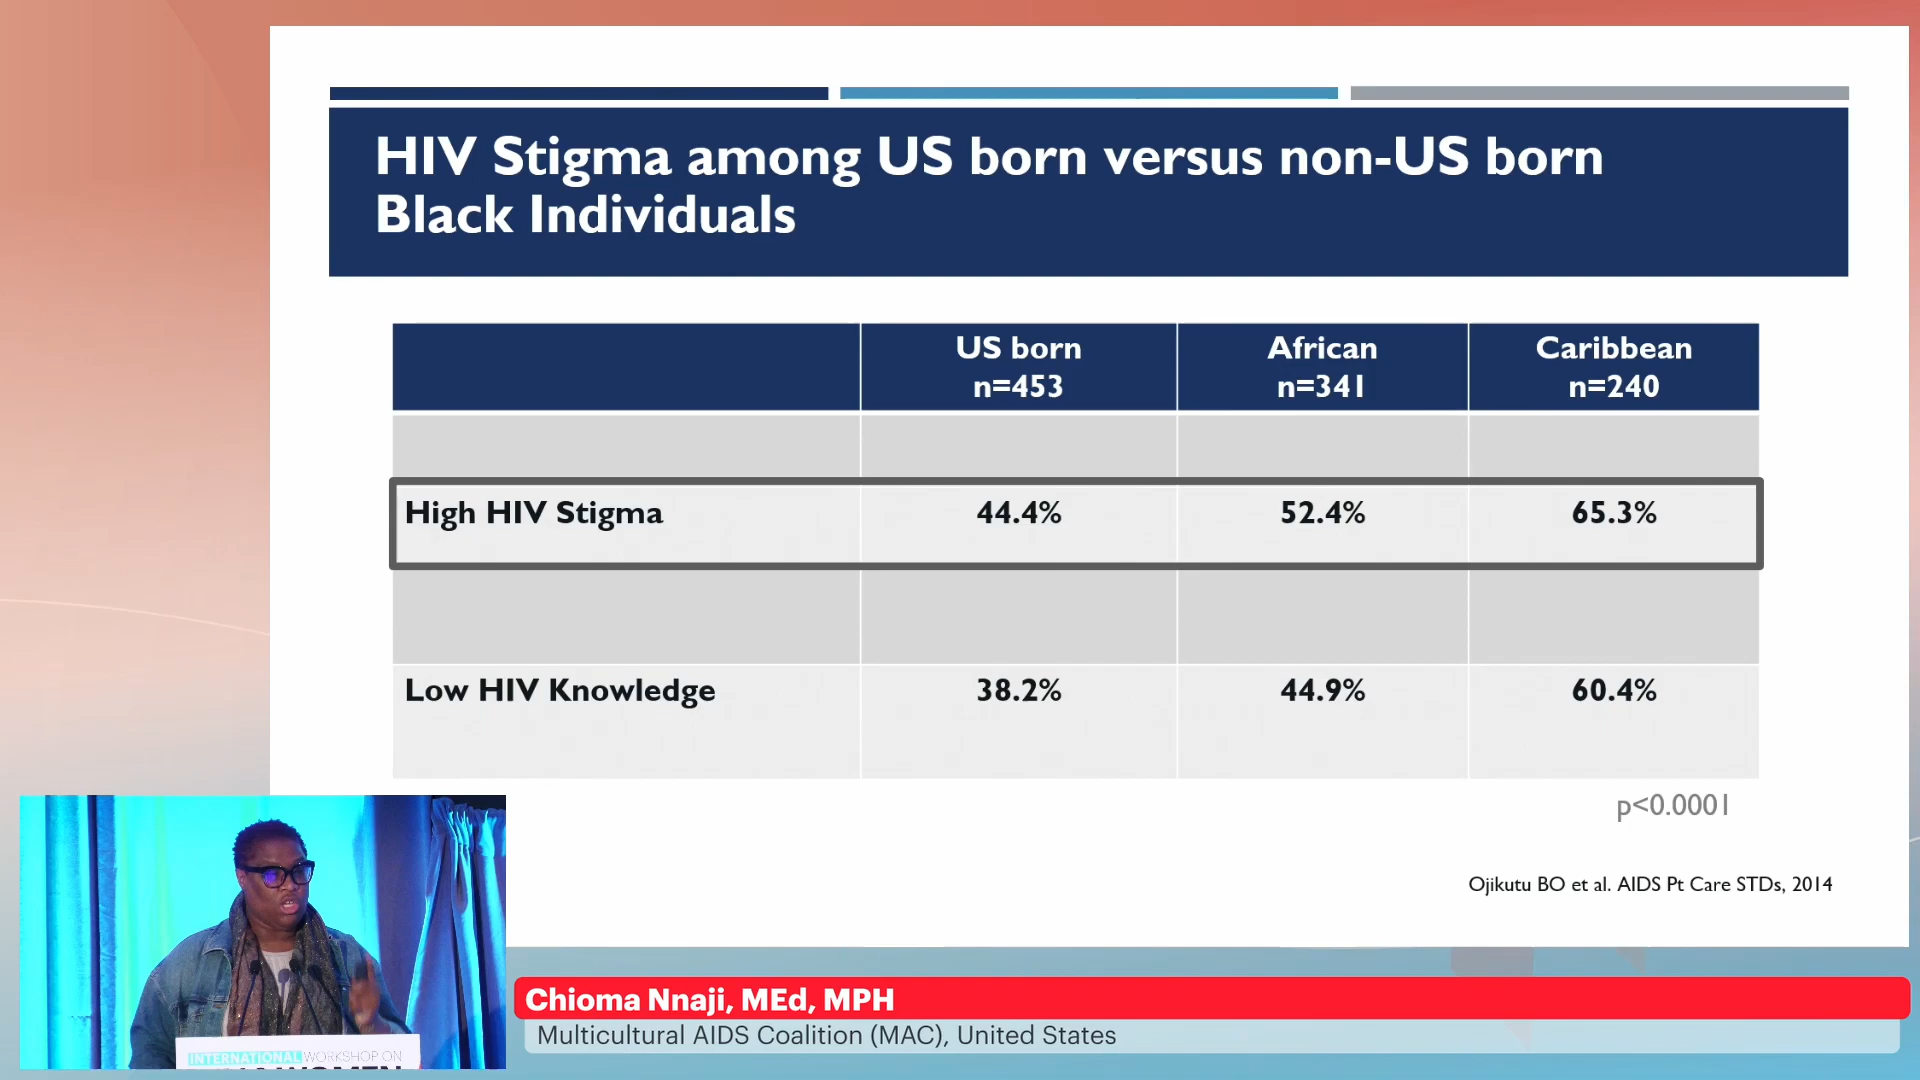 HIV Stigma among US born versus non-US born
Black Individuals
US born African Caribbean
n=453 n=341 n=240
High HIV Stigma 44.4% 52.4% 65.3%
Low HIV Knowledge 38.2% 44.9% 60.4%
p<0.0001
Ojikutu BO et al. AIDS Pt Care STDs, 2014
Chioma Nnaji, MEd, MPH
Multicultural AIDS Coalition (MAC), United States
INTERNATIONAL WORKSHOP ON
WOMEN